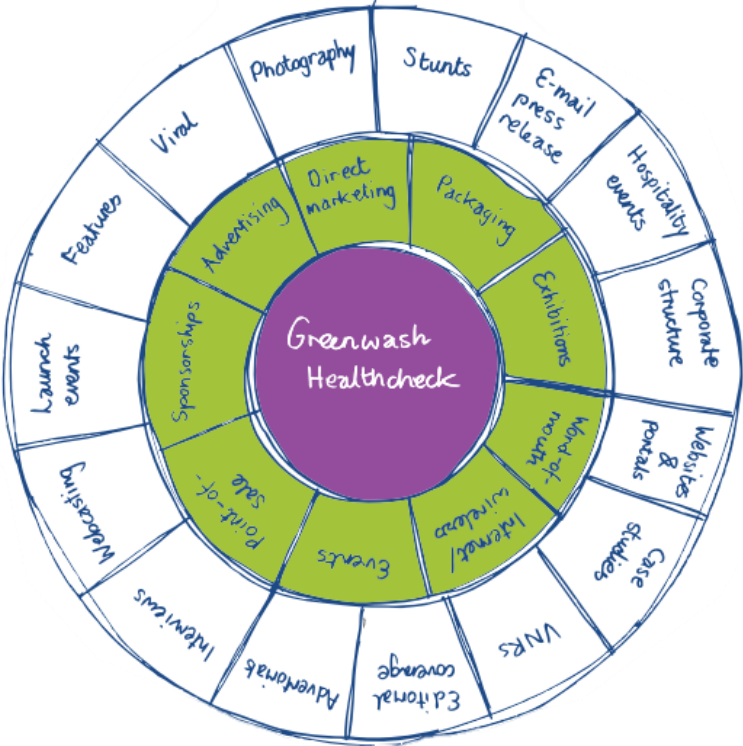 Greenwash
Healthcheck
Direct
marketing
Packaging
Exhibitions
Word-of-
mouth
Internet/
wireless
Events
Point-of-
sale
Sponsorships
Advertising
Photography
Stunts
E-mail
press
release
Hospitality
events
Corporate
structure
Websites
&
portals
Case
studies
VNRs
Editorial
coverage
Advertorials
Interviews
Webcasting
Launch
events
Features
Viral